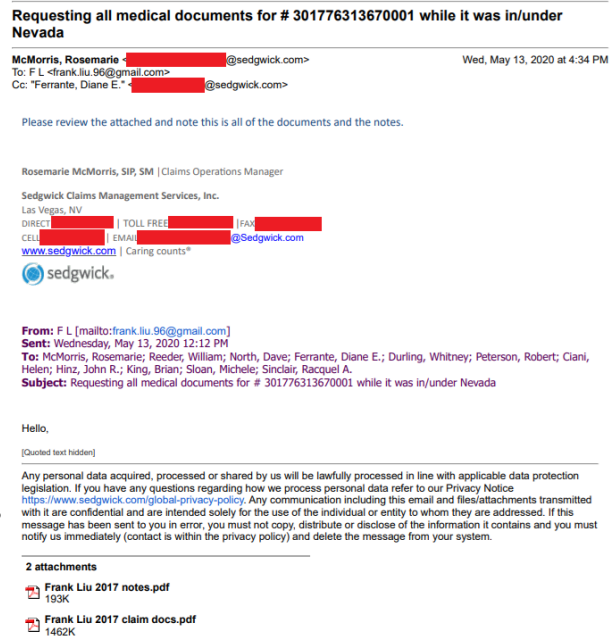 Requesting all medical documents for # 301776313670001 while it was in/under
Nevada
McMorris, Rosemarie < @sedgwick.com> Wed, May 13, 2020 at 4:34 PM
To: F L <frank.liu.96@gmail.com>
Cc: "Ferrante, Diane E." < @sedgwick.com>
Please review the attached and note this is all of the documents and the notes.
Rosemarie McMorris, SIP, SM |Claims Operations Manager
Sedgwick Claims Management Services, Inc.
Las Vegas, NV
DIRECT | TOLL FREE |FAX
CELL | EMAIL @Sedgwick.com
www.sedgwick.com | Caring counts®
sedgwick®
From: F L [mailto:frank.liu.96@gmail.com]
Sent: Wednesday, May 13, 2020 12:12 PM
To: McMorris, Rosemarie; Reeder, William; North, Dave; Ferrante, Diane E.; Durling, Whitney; Peterson, Robert; Ciani,
Helen; Hinz, John R.; King, Brian; Sloan, Michele; Sinclair, Racquel A.
Subject: Requesting all medical documents for # 301776313670001 while it was in/under Nevada
Hello,
[Quoted text hidden]
Any personal data acquired, processed or shared by us will be lawfully processed in line with applicable data protection
legislation. If you have any questions regarding how we process personal data refer to our Privacy Notice
https://www.sedgwick.com/global-privacy-policy. Any communication including this email and files/attachments transmitted
with it are confidential and are intended solely for the use of the individual or entity to whom they are addressed. If this
message has been sent to you in error, you must not copy, distribute or disclose of the information it contains and you must
notify us immediately (contact is within the privacy policy) and delete the message from your system.
2 attachments
Frank Liu 2017 notes.pdf
193K
Frank Liu 2017 claim docs.pdf
1462K